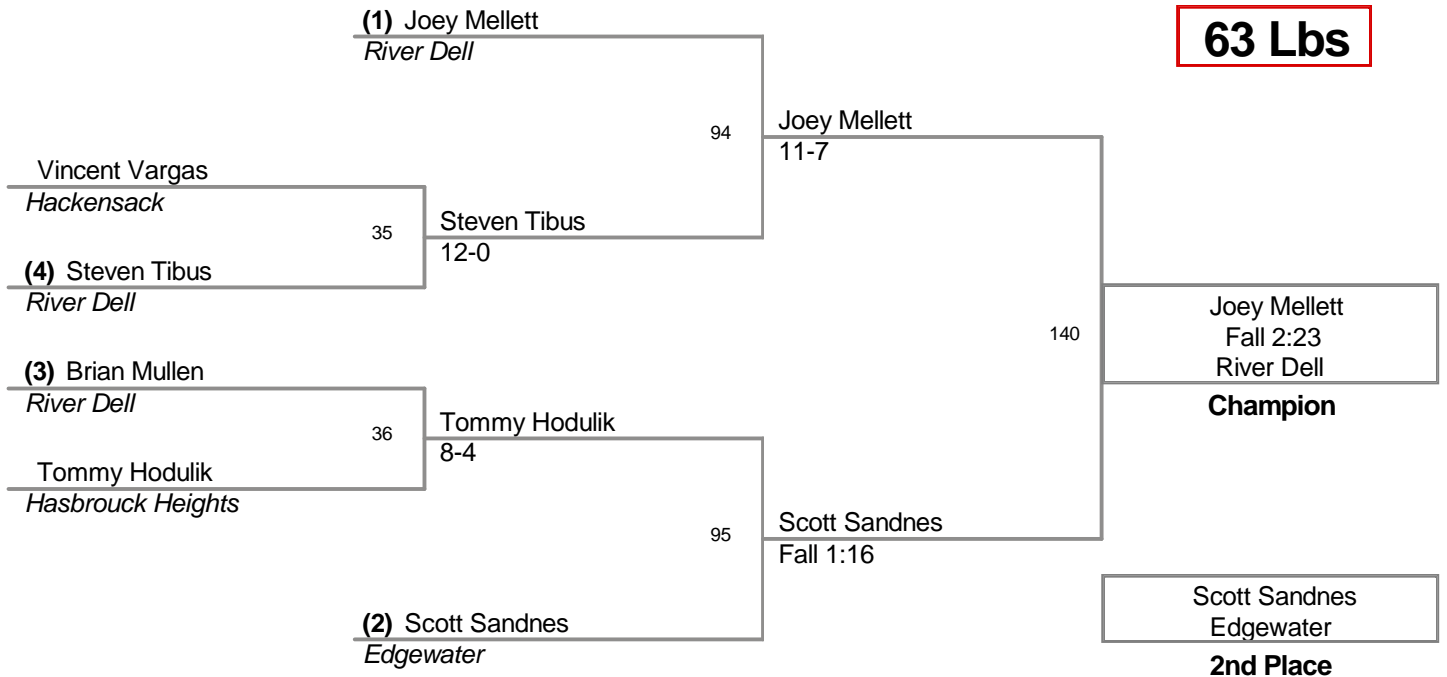 (1) Joey Mellett
River Dell
63 Lbs
94
Joey Mellett
11-7
Vincent Vargas
Hackensack
35
Steven Tibus
12-0
(4) Steven Tibus
River Dell
140
Joey Mellett
Fall 2:23
River Dell
Champion
(3) Brian Mullen
River Dell
36
Tommy Hodulik
8-4
Tommy Hodulik
Hasbrouck Heights
95
Scott Sandnes
Fall 1:16
(2) Scott Sandnes
Edgewater
Scott Sandnes
Edgewater
2nd Place